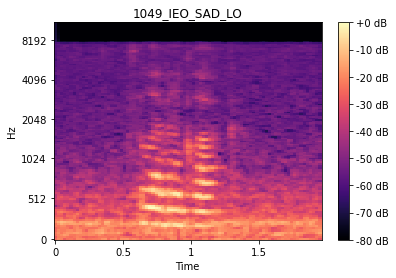 1049_IEO_SAD_LO
Hz
8192
4096
2048
1024
512
0
0
0.5
1
1.5
Time
+0 dB
-10 dB
-20 dB
-30 dB
-40 dB
-50 dB
-60 dB
-70 dB
-80 dB